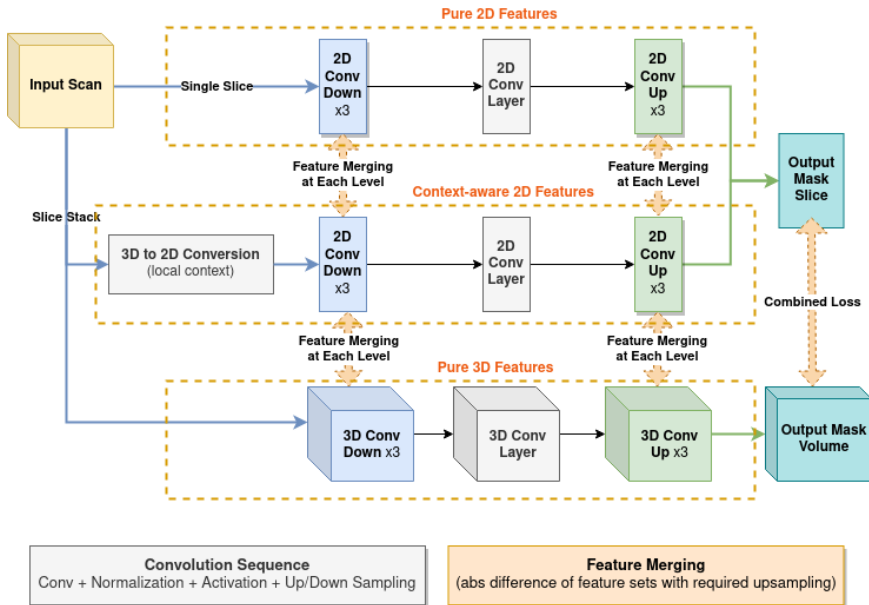 Pure 2D Features
Input Scan
Single Slice
2D
Conv
Down
x3
2D
Conv
Layer
2D
Conv
Up
x3
Feature Merging
at Each Level
Feature Merging
at Each Level
Output
Mask
Slice
Context-aware 2D Features
Slice Stack
3D to 2D Conversion
(local context)
2D
Conv
Down
x3
2D
Conv
Layer
2D
Conv
Up
x3
Combined Loss
Feature Merging
at Each Level
Feature Merging
at Each Level
Pure 3D Features
3D Conv
Down x3
3D Conv
Layer
3D Conv
Up x3
Output Mask
Volume
Convolution Sequence
Conv + Normalization + Activation + Up/Down Sampling
Feature Merging
(abs difference of feature sets with required upsampling)